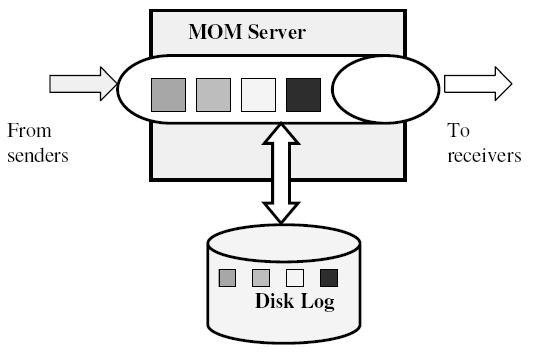 MOM Server
From
senders
To
receivers
Disk Log